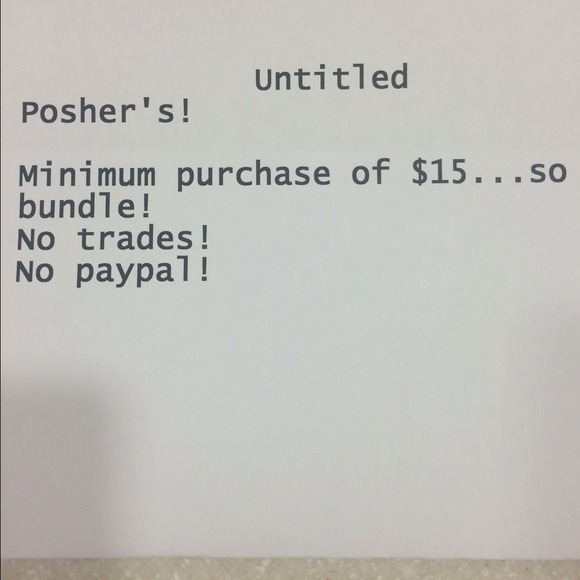 Untitled
Posher's!
Minimum purchase of $15...so
bundle!
No trades!
No paypal!